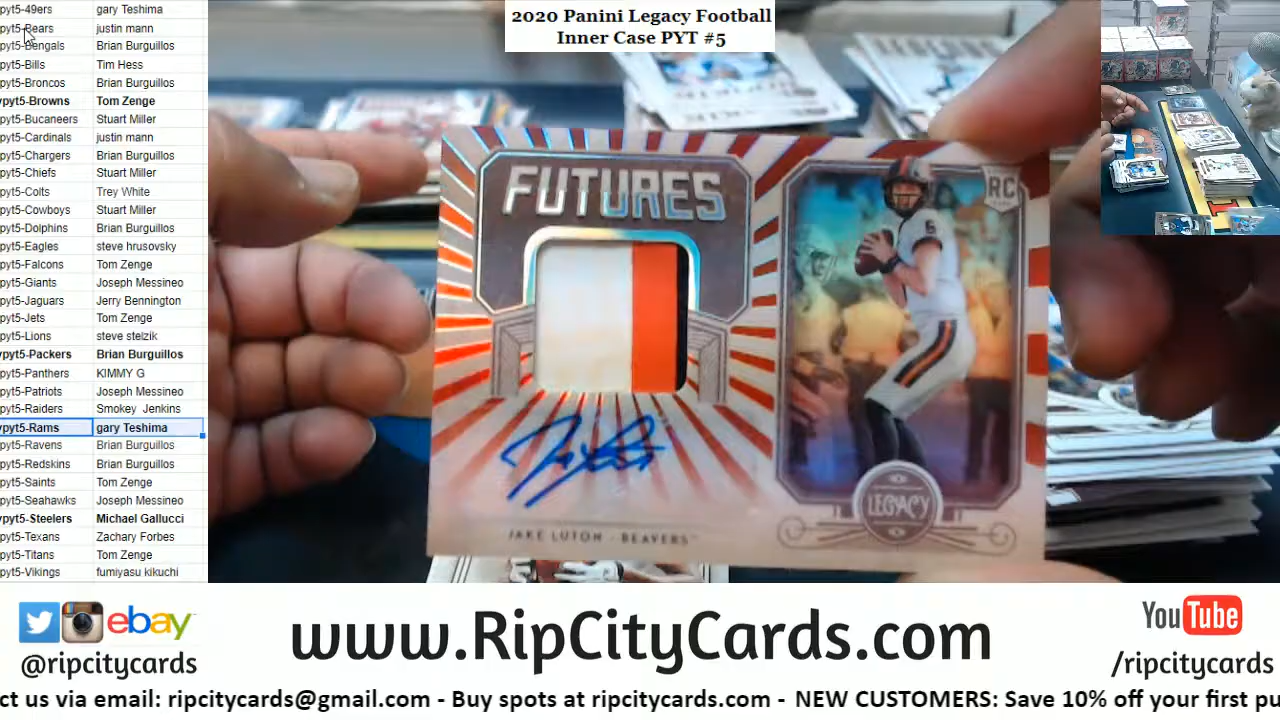 pyt5-49ers gary Teshima
pyt5-Bears justin mann
pyt5-Bengals Brian Burguillos
pyt5-Bills Tim Hess
pyt5-Broncos Brian Burguillos
ypyt5-Browns Tom Zenge
pyt5-Bucaneers Stuart Miller
pyt5-Cardinals justin mann
pyt5-Chargers Brian Burguillos
pyt5-Chiefs Stuart Miller
pyt5-Colts Trey White
pyt5-Cowboys Stuart Miller
pyt5-Dolphins Brian Burguillos
pyt5-Eagles steve hrusovsky
pyt5-Falcons Tom Zenge
pyt5-Giants Joseph Messineo
pyt5-Jaguars Jerry Bennington
pyt5-Jets Tom Zenge
pyt5-Lions steve stelzik
ypyt5-Packers Brian Burguillos
pyt5-Panthers KIMMY G
pyt5-Patriots Joseph Messineo
pyt5-Raiders Smokey Jenkins
ypyt5-Rams gary Teshima
pyt5-Ravens Brian Burguillos
pyt5-Redskins Brian Burguillos
pyt5-Saints Tom Zenge
pyt5-Seahawks Joseph Messineo
ypyt5-Steelers Michael Gallucci
pyt5-Texans Zachary Forbes
pyt5-Titans Tom Zenge
pyt5-Vikings fumiyasu kikuchi
2020 Panini Legacy Football
Inner Case PYT #5
FUTURES
RC
6
LEGACY
JAKE LUTON - BEAVERS
ebay
@ripcitycards
www.RipCityCards.com
YouTube
/ripcitycards
ct us via email: ripcitycards@gmail.com - Buy spots at ripcitycards.com - NEW CUSTOMERS: Save 10% off your first pu